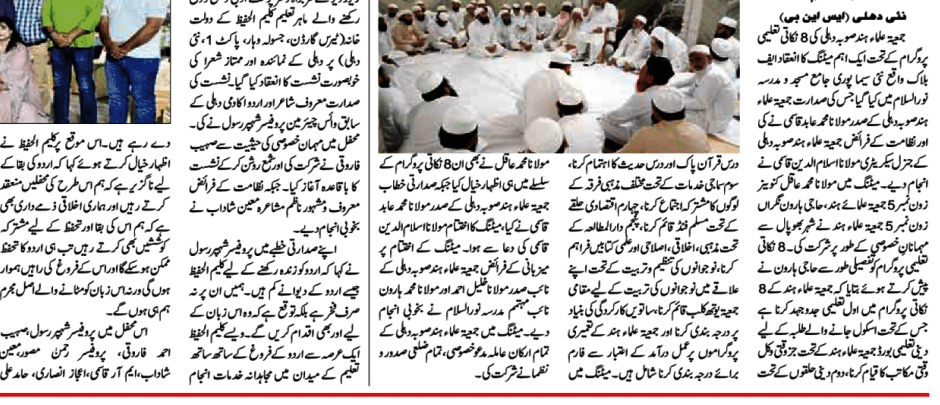 نئی دھلی (ایس این بی)
جمعیۃ علماء ہند صوبہ دہلی کی 8 نکاتی تعلیمی
پروگرام کے تحت ایک اہم میٹنگ کا انعقاد ایف
بلاک واقع نئی سیما پوری جامع مسجد و مدرسہ
نورالسلام میں کیا گیا جس کی صدارت جمعیۃ علماء
ہند صوبہ دہلی کے صدر مولانا محمد عابد قاسمی نے کی
اور نظامت کے فرائض جمعیۃ علماء ہند صوبہ دہلی
کے جنرل سیکریٹری مولانا اسلام الدین قاسمی نے
انجام دیے۔ میٹنگ میں مولانا محمد عاقل کنوینر
زون نمبر 5 جمعیۃ علمائے ہند، حاجی ہارون نگراں
زون نمبر 5 جمعیۃ علماء ہند نے شہر بھوپال سے
مہمانان خصوصی کے طور پر شرکت کی۔ 8 نکاتی
تعلیمی پروگرام کو تفصیلی طور سے حاجی ہارون نے
پیش کرتے ہوئے بتایا کہ جمعیۃ علماء ہند کے 8
نکاتی پروگرام میں اول تعلیمی جدوجہد کرنا ہے
جس کے تحت اسکول جانے والے طلبہ کے لیے
دینی تعلیمی بورڈ جمعیۃ علماء ہند کے تحت جزوقتی و کل
وقتی مکاتب کا قیام کرنا، دوم دینی حلقوں کے تحت
درس قرآن پاک اور درس حدیث کا اہتمام کرنا،
سوم سماجی خدمات کے تحت مختلف مذہبی فرقہ کے
لوگوں کا مشترکہ اجتماع کرنا، چہارم اقتصادی حلقے
کے تحت مسلم فنڈ قائم کرنا، پنجم دارالمطالعہ کے
تحت مذہبی، اخلاقی، اصلاحی اور علمی کتابیں فراہم
کرنا، نوجوانوں کی تنظیم و تربیت کے تحت اپنے
علاقے میں نوجوانوں کی تربیت کے لیے مقامی
جمعیۃ یوتھ کلب قائم کرنا، ساتویں کارکردگی کی بنیاد
پر درجہ بندی کرنا اور جمعیۃ علماء ہند کے تعمیری
پروگراموں پر عمل درآمد کے اعتبار سے فارم
برائے درجہ بندی کرنا شامل ہیں۔ میٹنگ میں
مولانا محمد عاقل نے بھی ان 8 نکاتی پروگرام کے
سلسلے میں ہی اظہار خیال کیا جبکہ صدارتی خطاب
جمعیۃ علماء ہند صوبہ دہلی کے صدر مولانا محمد عابد
قاسمی نے کیا، میٹنگ کا اختتام مولانا اسلام الدین
قاسمی کی دعا سے ہوا۔ میٹنگ کے اختتام پر
میزبانی کے فرائض جمعیۃ علماء ہند صوبہ دہلی کے
نائب صدر مولانا خلیل احمد اور مولانا محمد ہارون
نائب مہتمم مدرسہ نورالسلام نے بخوبی انجام
دیے۔ میٹنگ میں جمعیۃ علماء ہند صوبہ دہلی کے
تمام ارکان عاملہ مدعو خصوصی، تمام ضلعی صدور و
نظما نے شرکت کی۔
رکھنے والے ماہر تعلیم کلیم الحفیظ کے دولت
خانہ (ٹیرس گارڈن، جسولہ وہار، پاکٹ 1، نئی
دہلی) پر دہلی کے نمائندہ اور ممتاز شعرا کی
خوبصورت نشست کا انعقاد کیا گیا۔ نشست کی
صدارت معروف شاعر اور اردو اکادمی دہلی کے
سابق وائس چیئرمین پروفیسر شہپر رسول نے کی۔
محفل میں مہمان خصوصی کی حیثیت سے صہیب
فاروقی نے شرکت کی اور شمع روشن کرکے نشست
کا باقاعدہ آغاز کیا۔ جبکہ نظامت کے فرائض
معروف و مشہور ناظم مشاعرہ معین شاداب نے
بخوبی انجام دیے۔
اپنے صدارتی خطبے میں پروفیسر شہپر رسول
نے کہا کہ اردو کو زندہ رکھنے کے لیے کلیم الحفیظ
جیسے اردو کے دیوانے کم ہیں۔ ہمیں ان پر نہ
صرف فخر ہے بلکہ توقع ہے کہ وہ اس زبان کے
لیے اور بھی اقدام کریں گے۔ ویسے کلیم الحفیظ
ایک عرصہ سے اردو کے فروغ کے ساتھ ساتھ
تعلیم کے میدان میں مجاہدانہ خدمات انجام
دے رہے ہیں۔ اس موقع پر کلیم الحفیظ نے
اظہار خیال کرتے ہوئے کہا کہ اردو کی بقا کے
لیے ناگزیر ہے کہ ہم اس طرح کی محفلیں منعقد
کرتے رہیں اور ہماری اخلاقی ذمے داری بھی
ہے کہ ہم اس کی بقا اور تحفظ کے لیے مشترکہ
کوششیں بھی کرتے رہیں تب ہی اردو کا تحفظ
ممکن ہوسکے گا اور اس کے فروغ کی راہیں ہموار
ہوں گی ورنہ اس زبان کو مٹانے والے اصل مجرم
ہم ہی ہوں گے۔
اس محفل میں پروفیسر شہپر رسول، صہیب
احمد فاروقی، پروفیسر رحمٰن مصور، معین
شاداب، ایم آر قاسمی، اعجاز انصاری، حامد علی